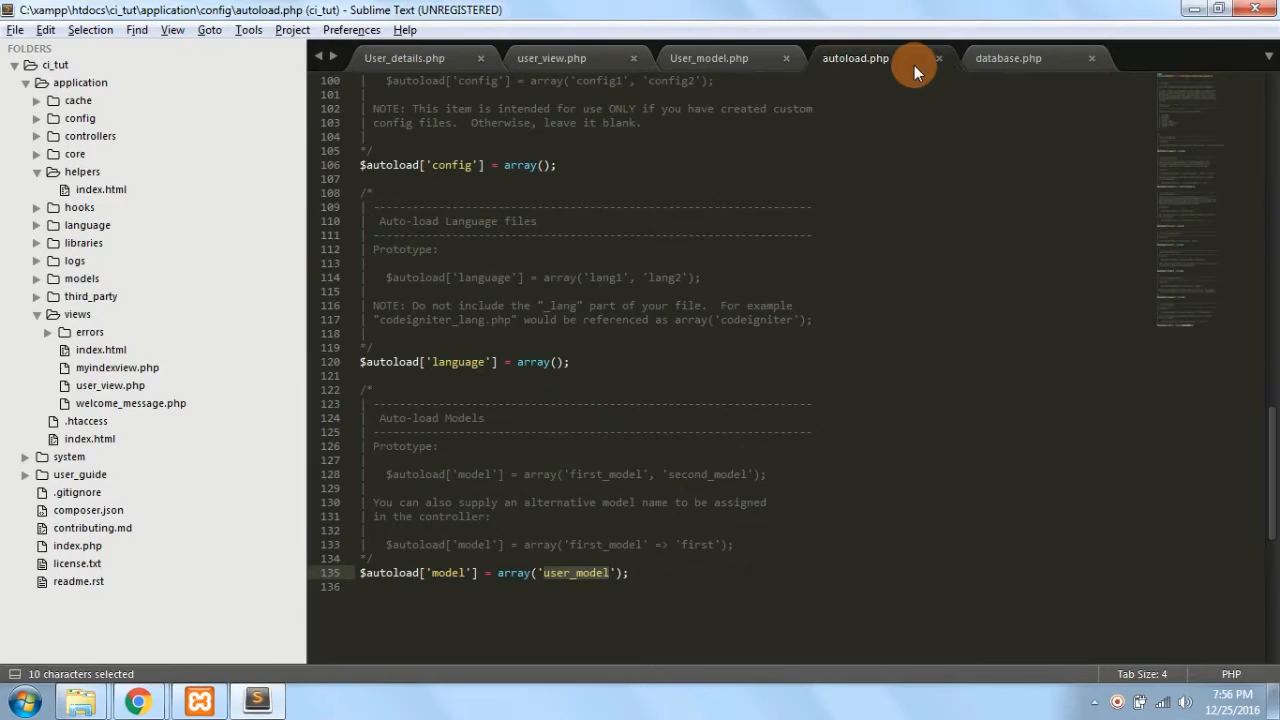 C:\xampp\htdocs\ci_tut\application\config\autoload.php (ci_tut) - Sublime Text (UNREGISTERED)
File Edit Selection Find View Goto Tools Project Preferences Help
FOLDERS
ci_tut
application
cache
config
controllers
core
helpers
index.html
hooks
language
libraries
logs
models
third_party
views
errors
index.html
myindexview.php
user_view.php
welcome_message.php
.htaccess
index.html
system
user_guide
.gitignore
composer.json
contributing.md
index.php
license.txt
readme.rst
User_details.php user_view.php User_model.php autoload.php database.php
100 | $autoload['config'] = array('config1', 'config2');
101 |
102 | NOTE: This item is intended for use ONLY if you have created custom
103 | config files.  Otherwise, leave it blank.
104 |
105 */
106 $autoload['config'] = array();
107
108 /*
109 | -------------------------------------------------------------------
110 |  Auto-load Language files
111 | -------------------------------------------------------------------
112 | Prototype:
113 |
114 |   $autoload['language'] = array('lang1', 'lang2');
115 |
116 | NOTE: Do not include the "_lang" part of your file.  For example
117 | "codeigniter_lang.php" would be referenced as array('codeigniter');
118 |
119 */
120 $autoload['language'] = array();
121
122 /*
123 | -------------------------------------------------------------------
124 |  Auto-load Models
125 | -------------------------------------------------------------------
126 | Prototype:
127 |
128 |   $autoload['model'] = array('first_model', 'second_model');
129 |
130 | You can also supply an alternative model name to be assigned
131 | in the controller:
132 |
133 |   $autoload['model'] = array('first_model' => 'first');
134 */
135 $autoload['model'] = array('user_model');
136
10 characters selected
Tab Size: 4
PHP
7:56 PM
12/25/2016